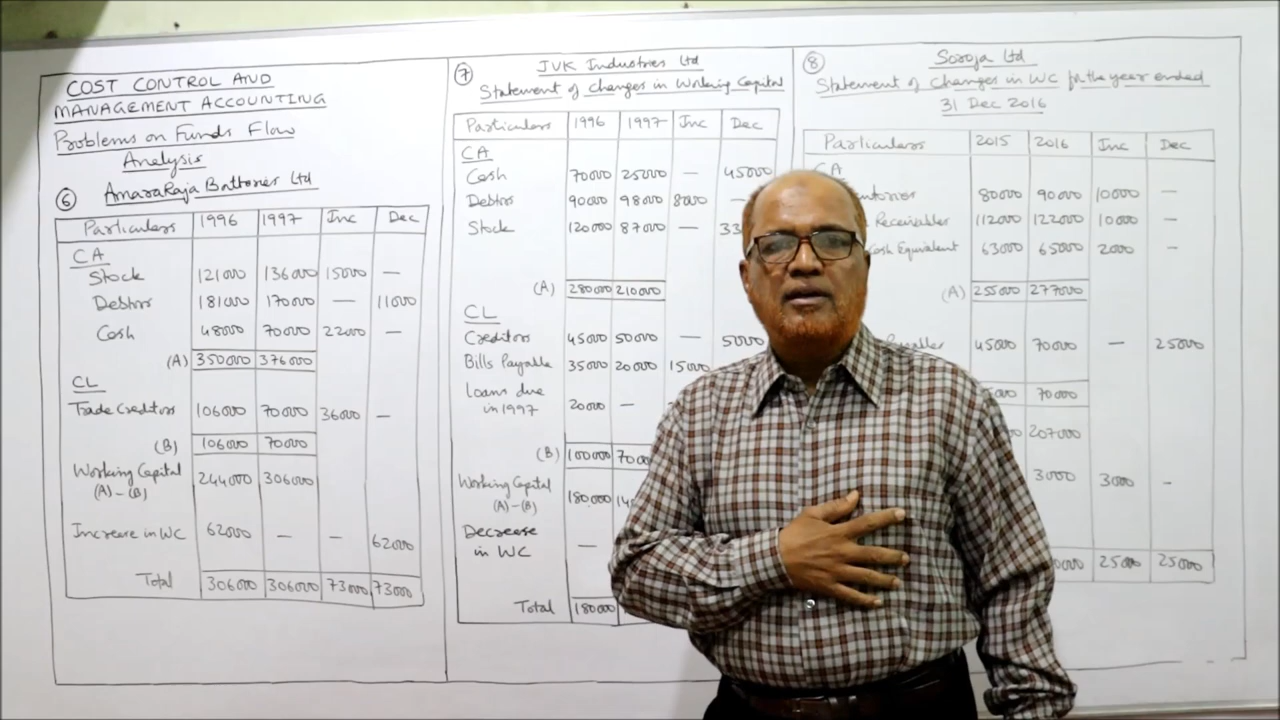 COST CONTROL AND
MANAGEMENT ACCOUNTING
Problems on Funds Flow
Analysis
6 AmaraRaja Batteries Ltd
Particulars 1996 1997 Inc Dec
CA
Stock 121000 136000 15000 —
Debtors 181000 170000 — 11000
Cash 48000 70000 22000 —
(A) 350000 376000
CL
Trade Creditors 106000 70000 36000 —
(B) 106000 70000
Working Capital 244000 306000
(A)-(B)
Increase in WC 62000 — — 62000
Total 306000 306000 73000 73000
7 JVK Industries Ltd
Statement of changes in Working Capital
Particulars 1996 1997 Inc Dec
CA
Cash 70000 25000 — 45000
Debtors 90000 98000 8000 —
Stock 120000 87000 —
(A) 280000 210000
CL
Creditors 45000 50000 — 5000
Bills Payable 35000 20000 15000
Loans due
in 1997 20000 —
(B) 100000
Working Capital 180000
(A)-(B)
Decrease
in WC —
Total 180000
8 Saroja Ltd
Statement of Changes in WC for the year ended
31 Dec 2016
Particulars 2015 2016 Inc Dec
80000 90000 10000 —
Receivables 112000 122000 10000 —
Cash Equivalent 63000 65000 2000 —
(A) 255000 277000
45000 70000 — 25000
70000
207000
3000 3000 -
25000 25000